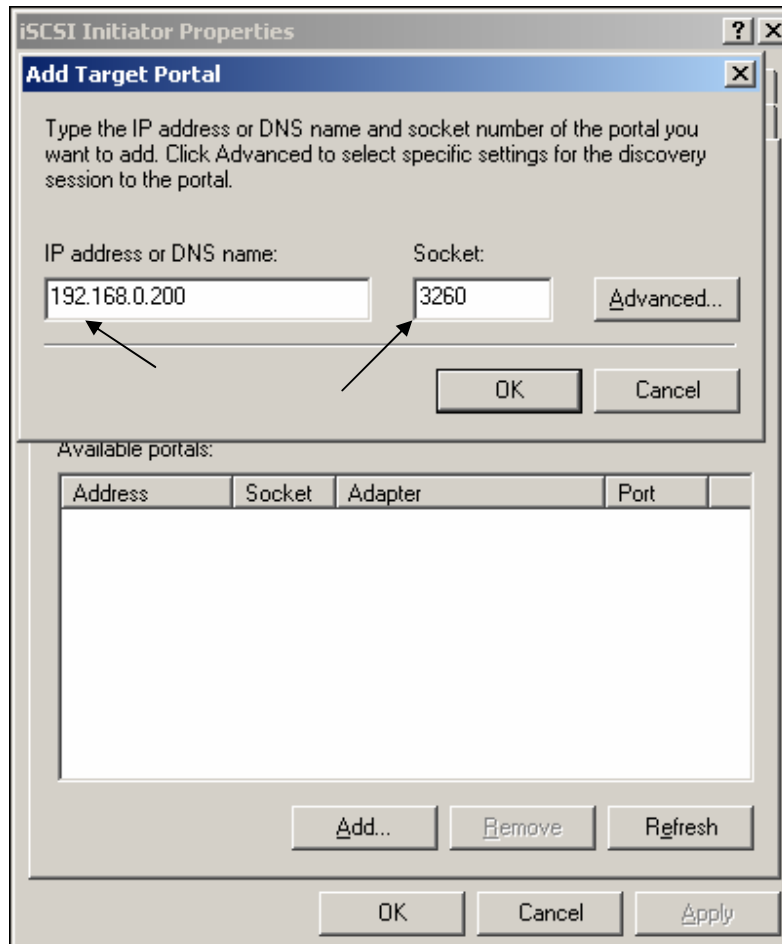 iSCSI Initiator Properties
Add Target Portal
Type the IP address or DNS name and socket number of the portal you
want to add. Click Advanced to select specific settings for the discovery
session to the portal.
IP address or DNS name: Socket:
192.168.0.200 3260 Advanced...
OK Cancel
Available portals:
Address Socket Adapter Port
Add... Remove Refresh
OK Cancel Apply